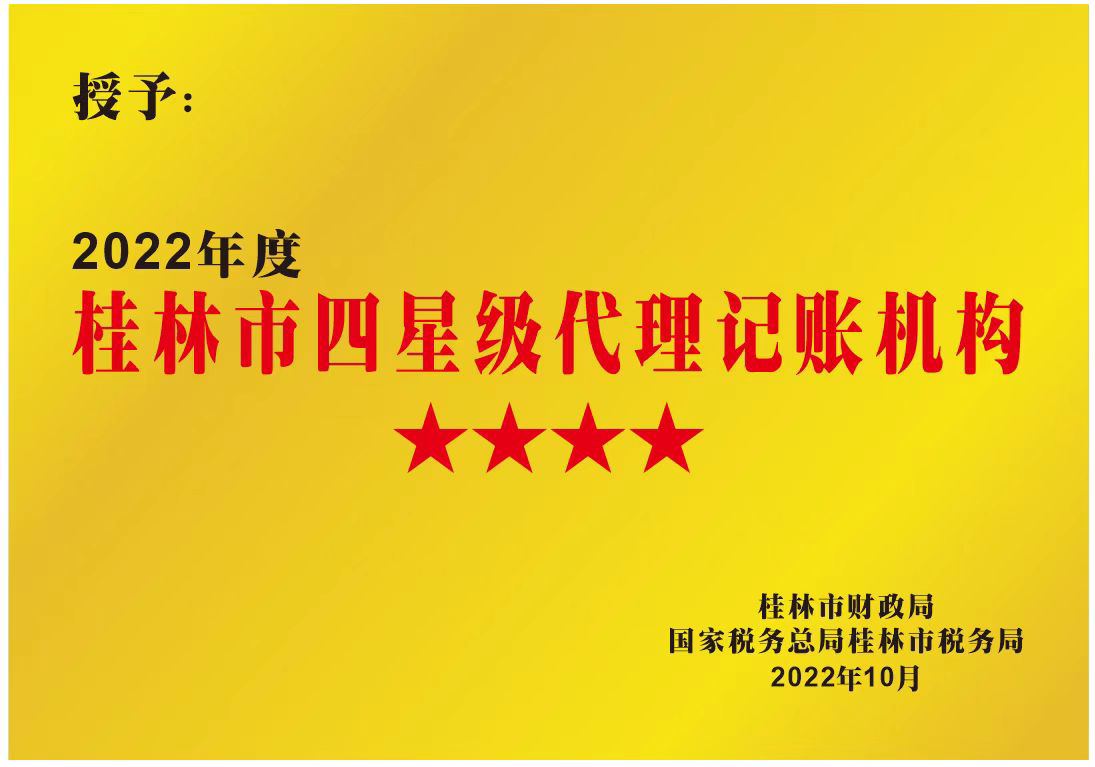 授予：
2022年度
桂林市四星级代理记账机构
★★★★
桂林市财政局
国家税务总局桂林市税务局
2022年10月